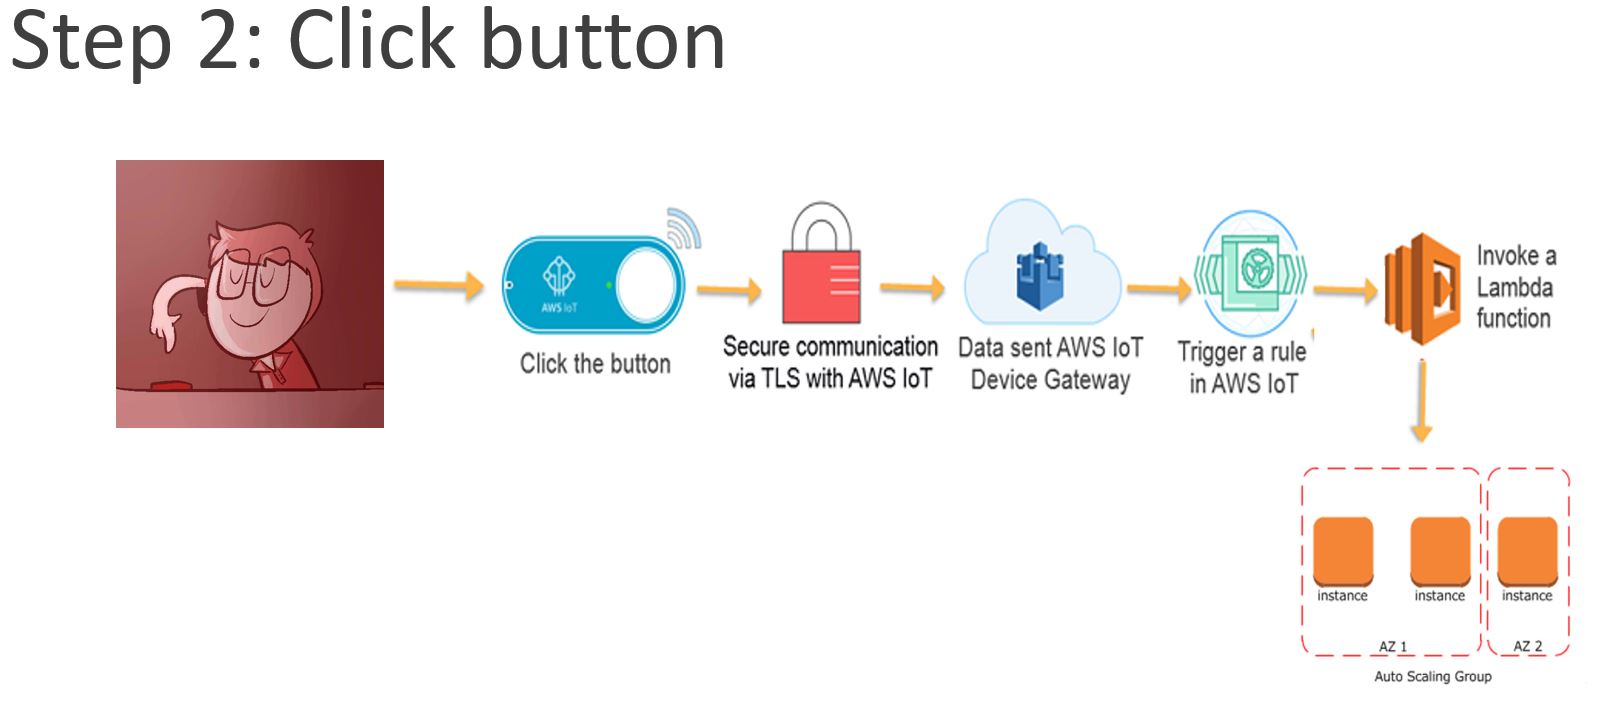 Step 2: Click button
AWS IoT
Click the button
Secure communication
via TLS with AWS IoT
Data sent AWS IoT
Device Gateway
Trigger a rule
in AWS IoT
Invoke a
Lambda
function
instance
instance
instance
AZ 1
AZ 2
Auto Scaling Group